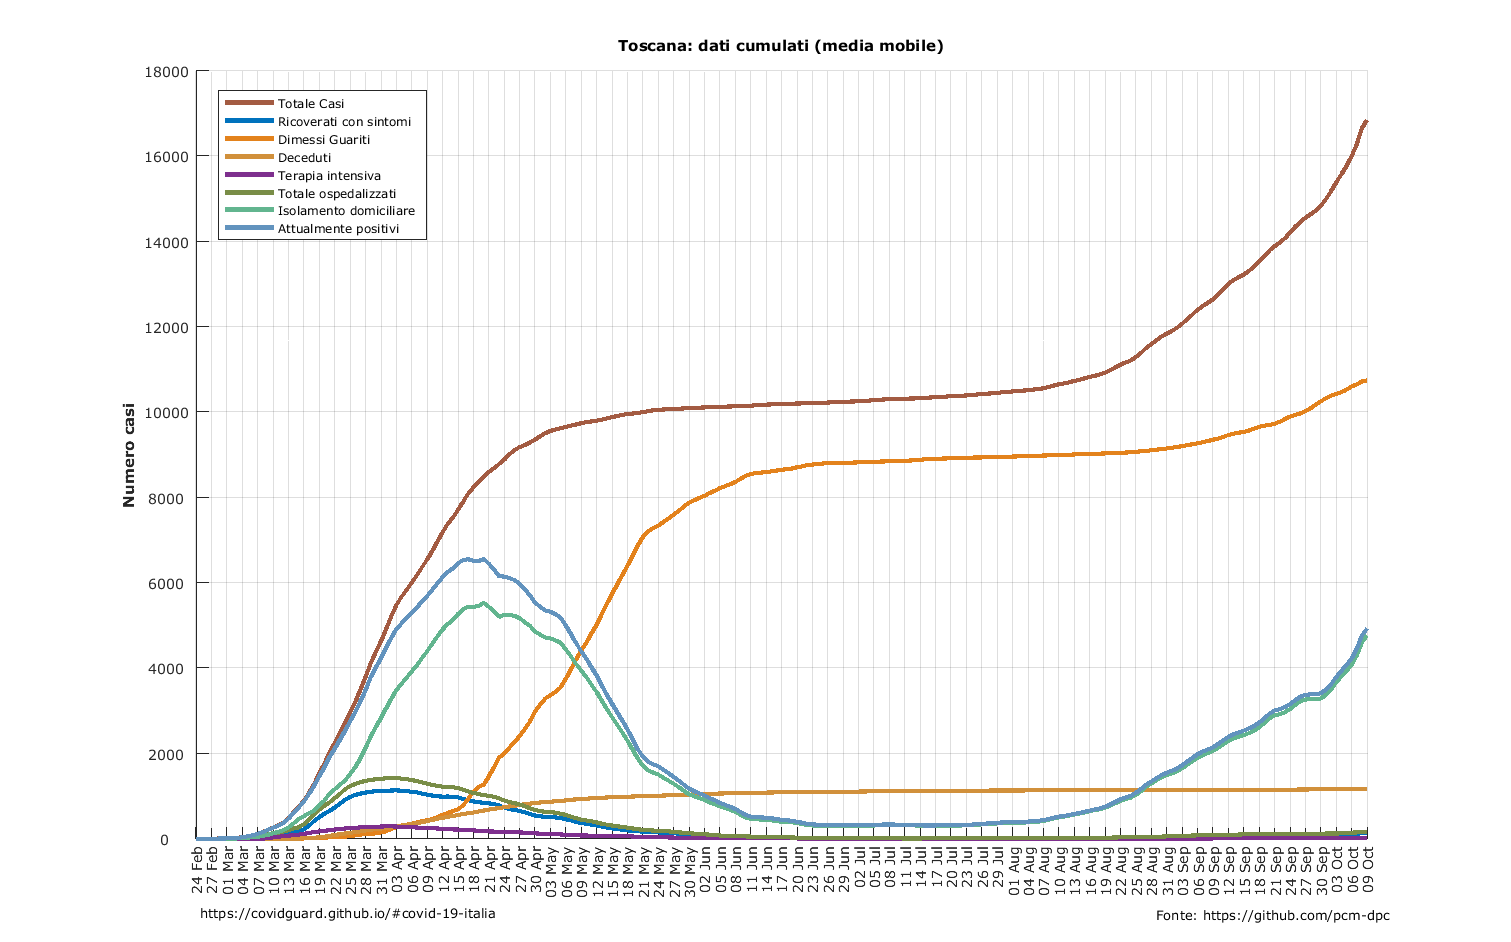 Toscana: dati cumulati (media mobile)
Numero casi
18000
16000
14000
12000
10000
8000
6000
4000
2000
0
Totale Casi
Ricoverati con sintomi
Dimessi Guariti
Deceduti
Terapia intensiva
Totale ospedalizzati
Isolamento domiciliare
Attualmente positivi
24 Feb
27 Feb
01 Mar
04 Mar
07 Mar
10 Mar
13 Mar
16 Mar
19 Mar
22 Mar
25 Mar
28 Mar
31 Mar
03 Apr
06 Apr
09 Apr
12 Apr
15 Apr
18 Apr
21 Apr
24 Apr
27 Apr
30 Apr
03 May
06 May
09 May
12 May
15 May
18 May
21 May
24 May
27 May
30 May
02 Jun
05 Jun
08 Jun
11 Jun
14 Jun
17 Jun
20 Jun
23 Jun
26 Jun
29 Jun
02 Jul
05 Jul
08 Jul
11 Jul
14 Jul
17 Jul
20 Jul
23 Jul
26 Jul
29 Jul
01 Aug
04 Aug
07 Aug
10 Aug
13 Aug
16 Aug
19 Aug
22 Aug
25 Aug
28 Aug
31 Aug
03 Sep
06 Sep
09 Sep
12 Sep
15 Sep
18 Sep
21 Sep
24 Sep
27 Sep
30 Sep
03 Oct
06 Oct
09 Oct
https://covidguard.github.io/#covid-19-italia
Fonte: https://github.com/pcm-dpc